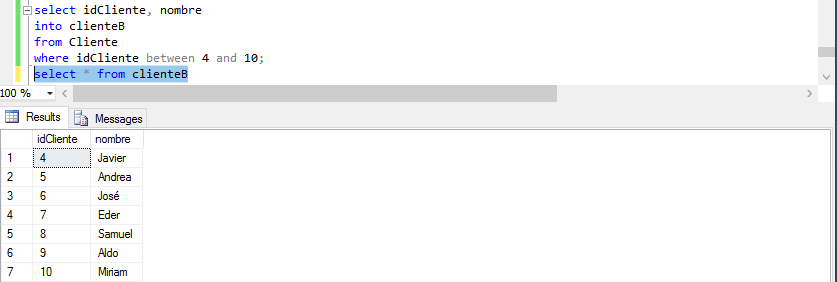 select idCliente, nombre
into clienteB
from Cliente
where idCliente between 4 and 10;
select * from clienteB
100 %
Results Messages
idCliente nombre
1 4 Javier
2 5 Andrea
3 6 José
4 7 Eder
5 8 Samuel
6 9 Aldo
7 10 Miriam